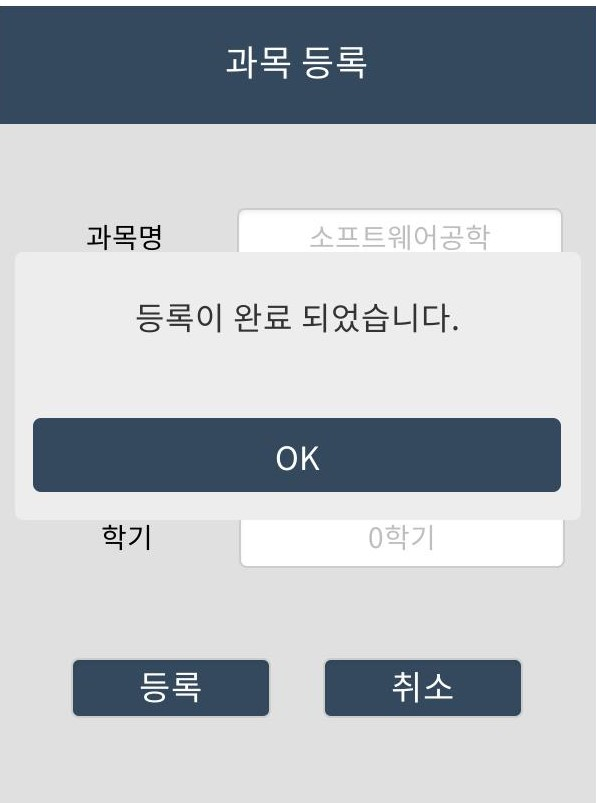 과목 등록
과목명 소프트웨어공학
등록이 완료 되었습니다.
OK
학기 0학기
등록 취소